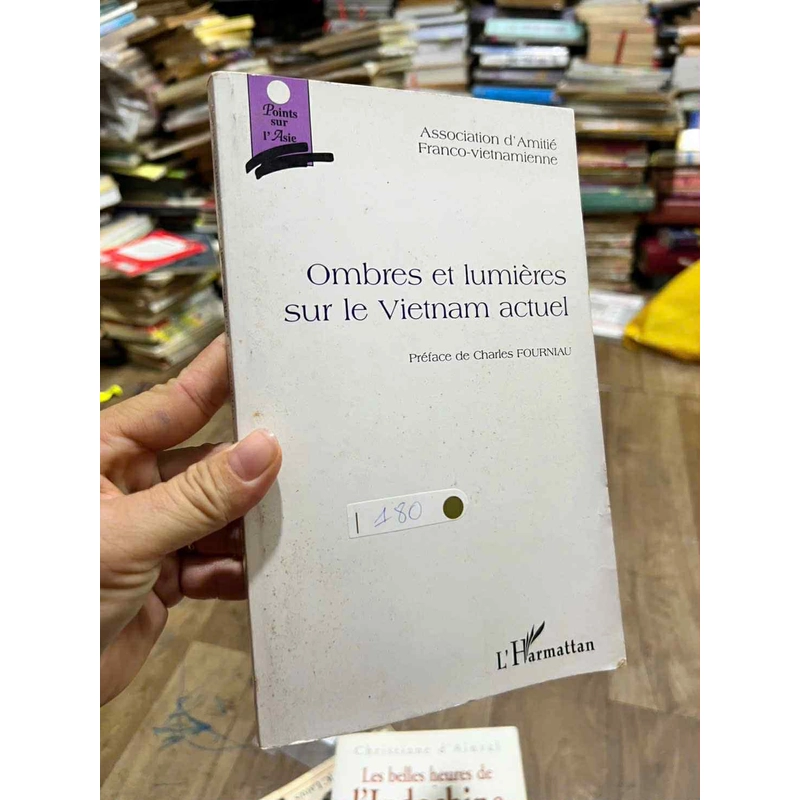 Points
sur
l'Asie
Association d'Amitié
Franco-vietnamienne
Ombres et lumières
sur le Vietnam actuel
Préface de Charles FOURNIAU
180
L'Harmattan
Les belles heures de
l'Indochine